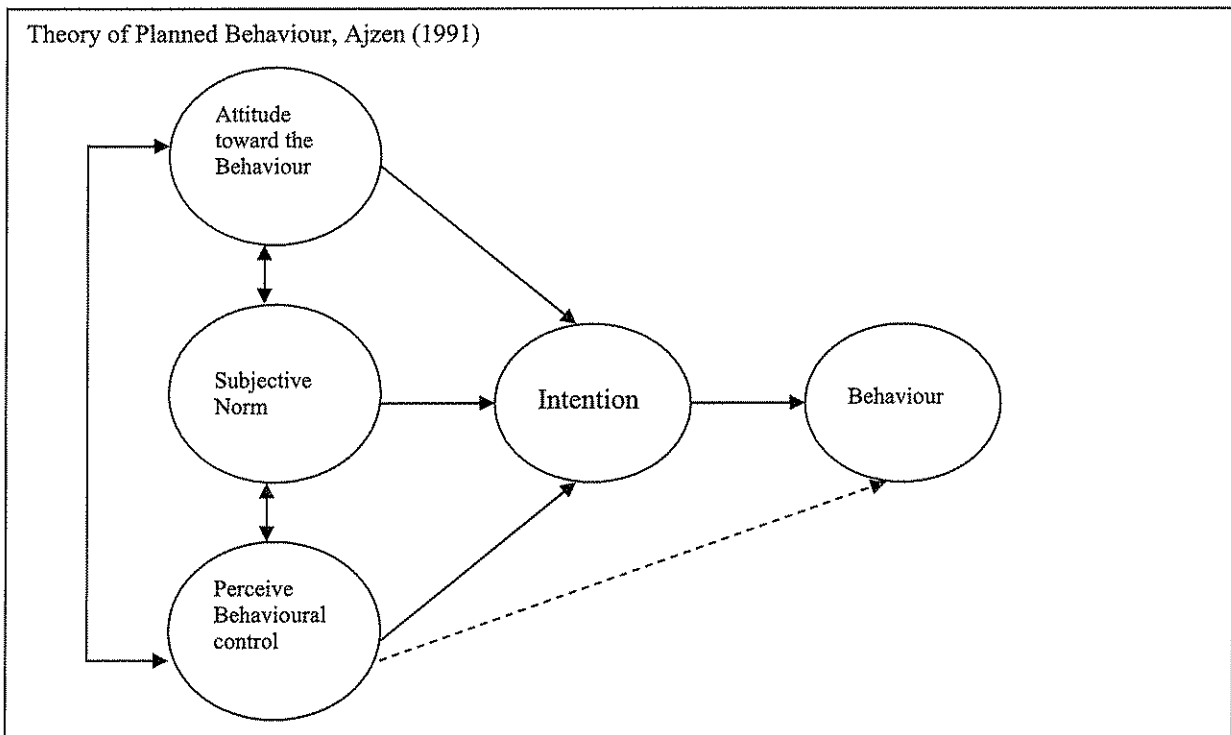 Theory of Planned Behaviour, Ajzen (1991)
Attitude
toward the
Behaviour
Subjective
Norm
Intention
Behaviour
Perceive
Behavioural
control